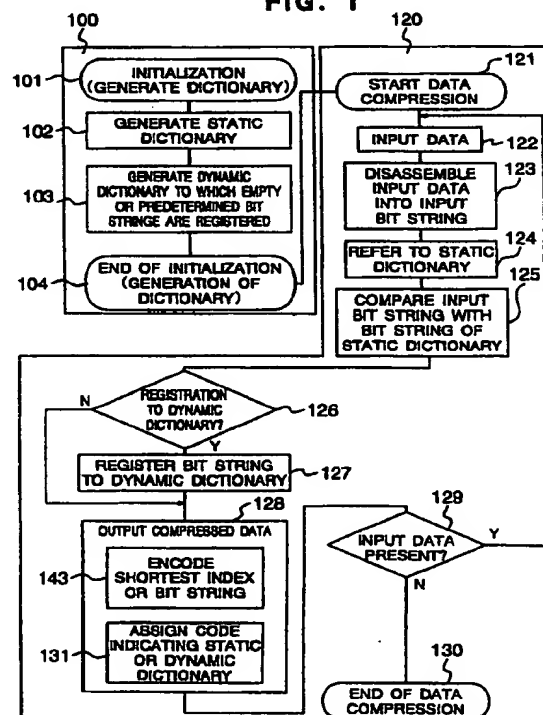 FIG. 1
100
101
INITIALIZATION
(GENERATE DICTIONARY)
102
GENERATE STATIC
DICTIONARY
103
GENERATE DYNAMIC
DICTIONARY TO WHICH EMPTY
OR PREDETERMINED BIT
STRINGE ARE REGISTERED
104
END OF INITIALIZATION
(GENERATION OF
DICTIONARY)
120
121
START DATA
COMPRESSION
INPUT DATA
122
123
DISASSEMBLE
INPUT DATA
INTO INPUT
BIT STRING
124
REFER TO STATIC
DICTIONARY
125
COMPARE INPUT
BIT STRING WITH
BIT STRING OF
STATIC DICTIONARY
N
REGISTRATION
TO DYNAMIC
DICTIONARY?
126
Y
REGISTER BIT STRING
TO DYNAMIC DICTIONARY
127
128
OUTPUT COMPRESSED DATA
143
ENCODE
SHORTEST INDEX
OR BIT STRING
131
ASSIGN CODE
INDICATING STATIC
OR DYNAMIC
DICTIONARY
129
INPUT DATA
PRESENT?
Y
N
130
END OF DATA
COMPRESSION